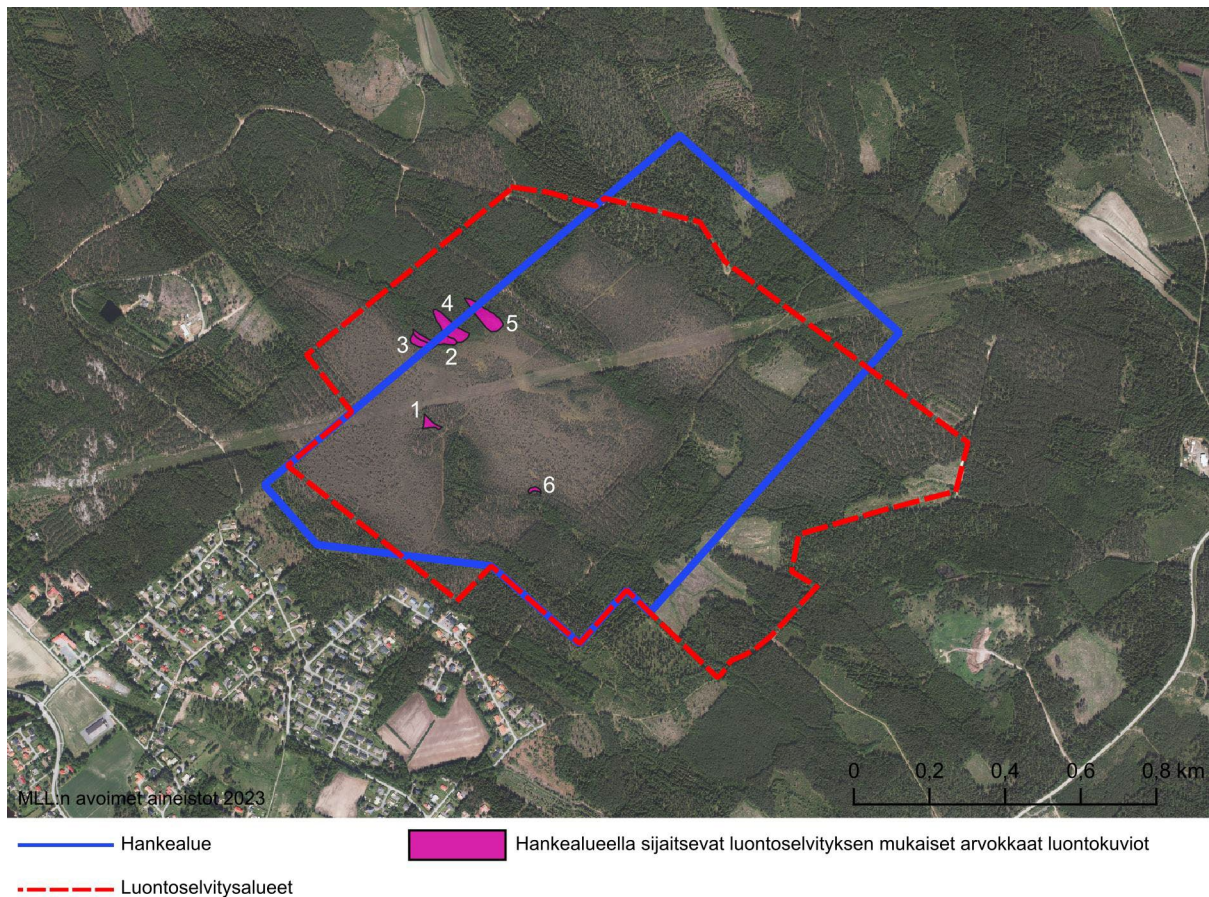 4
5
3
2
1
6
0 0,2 0,4 0,6 0,8 km
MLL:n avoimet aineistot 2023
Hankealue
Hankealueella sijaitsevat luontoselvityksen mukaiset arvokkaat luontokuviot
Luontoselvitysalueet